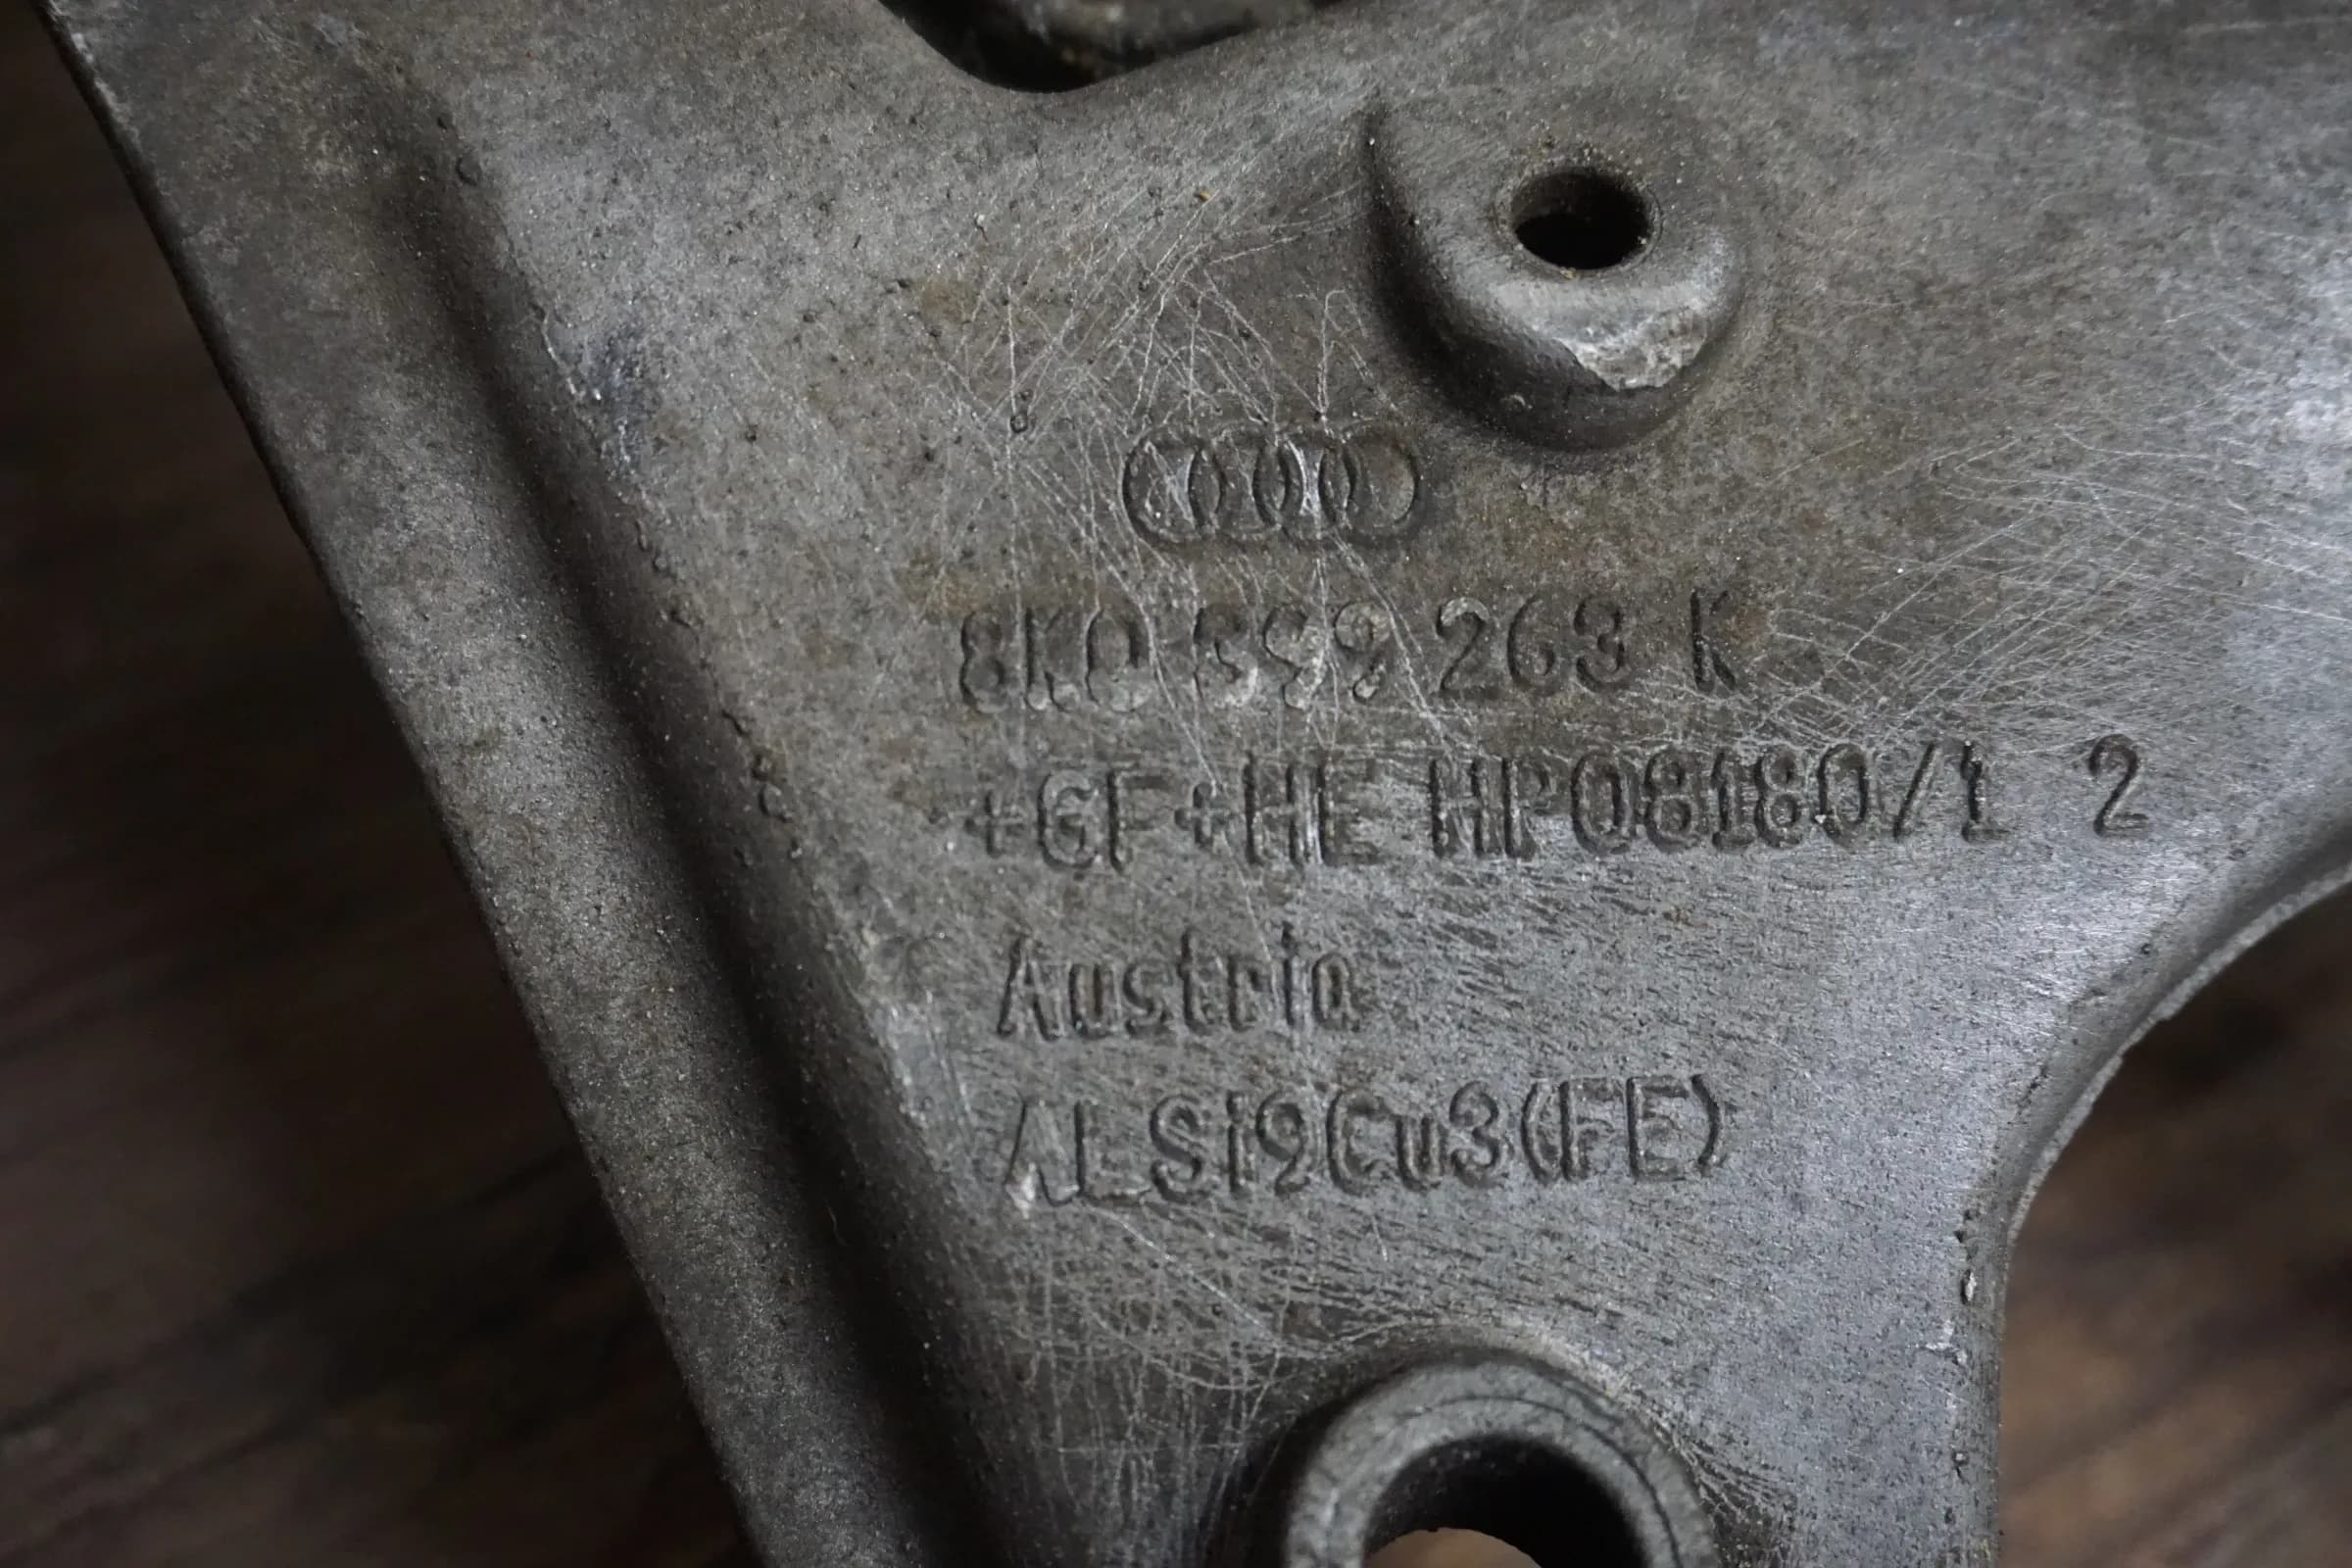 8K0 599 263 K
+GF+HE HP08180/1 2
Austria
ALSi9Cu3(FE)